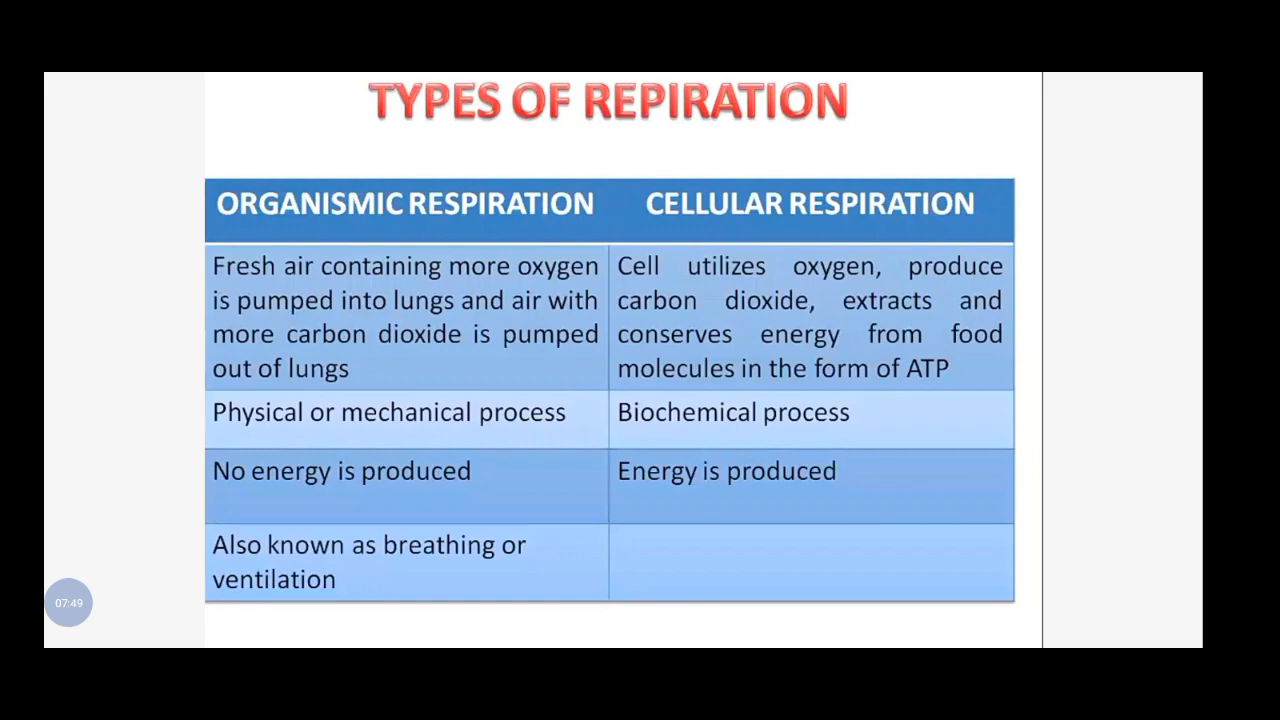 TYPES OF REPIRATION
ORGANISMIC RESPIRATION
CELLULAR RESPIRATION
Fresh air containing more oxygen
is pumped into lungs and air with
more carbon dioxide is pumped
out of lungs
Cell utilizes oxygen, produce
carbon dioxide, extracts and
conserves energy from food
molecules in the form of ATP
Physical or mechanical process
Biochemical process
No energy is produced
Energy is produced
Also known as breathing or
ventilation
07:49